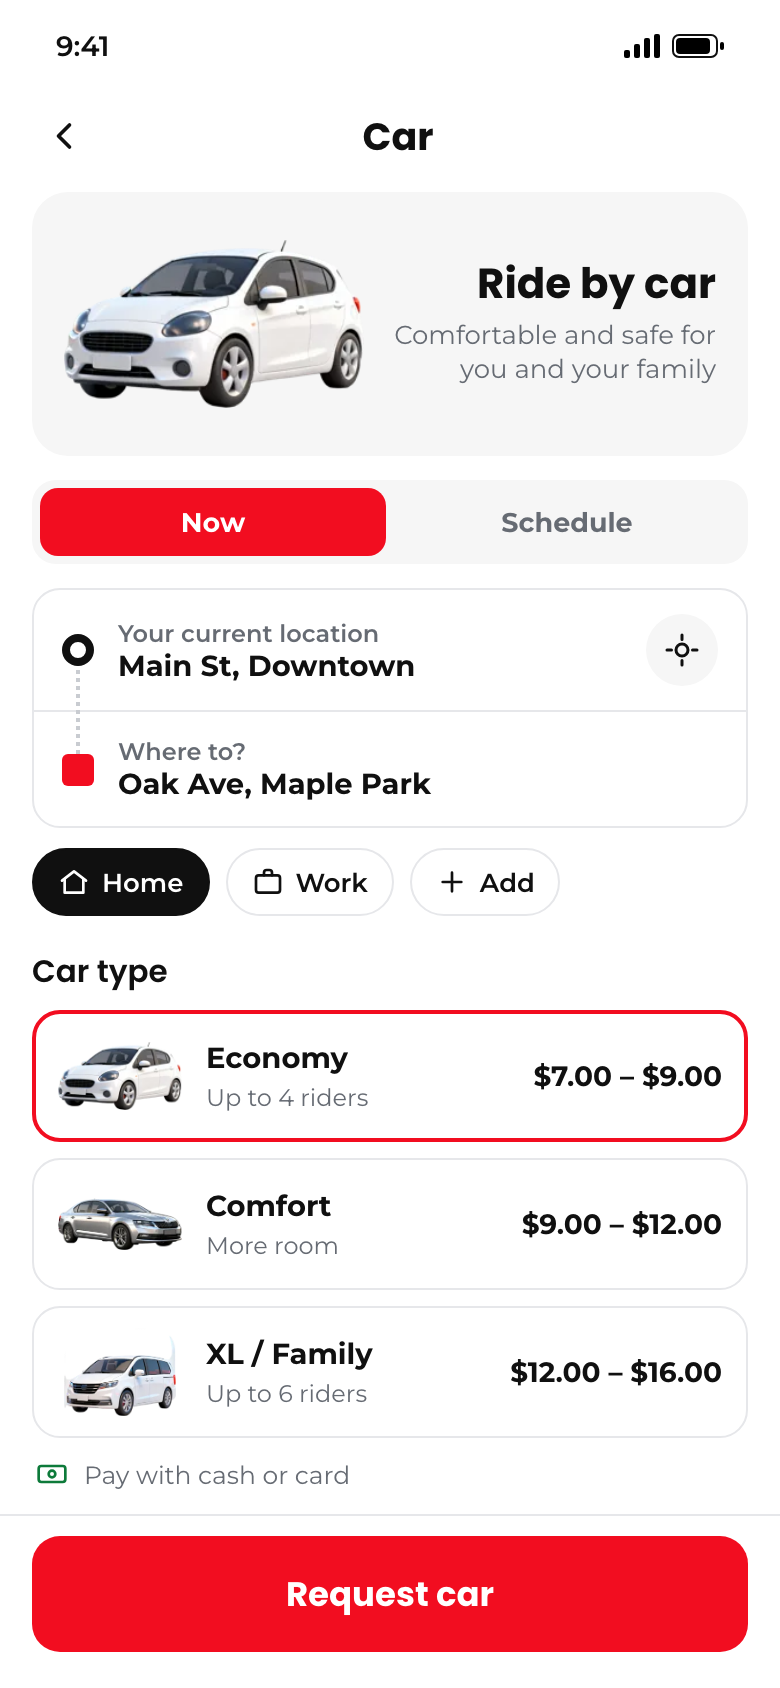 9:41
Car
Ride by car
Comfortable and safe for
you and your family
Now
Schedule
Your current location
Main St, Downtown
Where to?
Oak Ave, Maple Park
Home
Work
Add
Car type
Economy
Up to 4 riders
$7.00 – $9.00
Comfort
More room
$9.00 – $12.00
XL / Family
Up to 6 riders
$12.00 – $16.00
Pay with cash or card
Request car